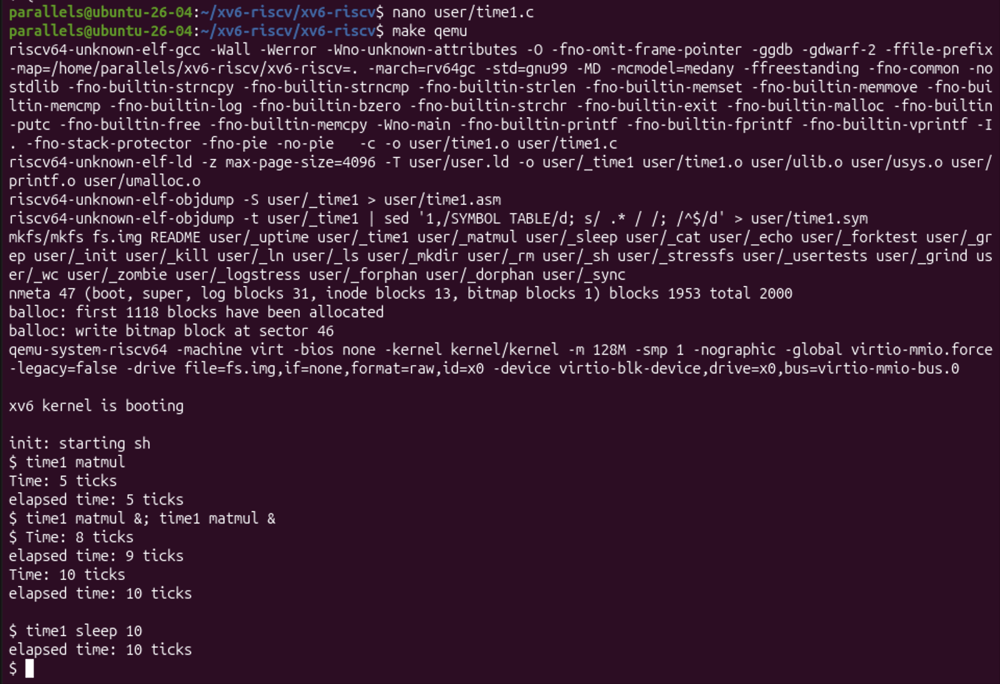 parallels@ubuntu-26-04:~/xv6-riscv/xv6-riscv$ nano user/time1.c
parallels@ubuntu-26-04:~/xv6-riscv/xv6-riscv$ make qemu
riscv64-unknown-elf-gcc -Wall -Werror -Wno-unknown-attributes -O -fno-omit-frame-pointer -ggdb -gdwarf-2 -ffile-prefix
-map=/home/parallels/xv6-riscv/xv6-riscv=. -march=rv64gc -std=gnu99 -MD -mcmodel=medany -ffreestanding -fno-common -no
stdlib -fno-builtin-strncpy -fno-builtin-strncmp -fno-builtin-strlen -fno-builtin-memset -fno-builtin-memmove -fno-bui
ltin-memcmp -fno-builtin-log -fno-builtin-bzero -fno-builtin-strchr -fno-builtin-exit -fno-builtin-malloc -fno-builtin
-putc -fno-builtin-free -fno-builtin-memcpy -Wno-main -fno-builtin-printf -fno-builtin-fprintf -fno-builtin-vprintf -I
. -fno-stack-protector -fno-pie -no-pie   -c -o user/time1.o user/time1.c
riscv64-unknown-elf-ld -z max-page-size=4096 -T user/user.ld -o user/_time1 user/time1.o user/ulib.o user/usys.o user/
printf.o user/umalloc.o
riscv64-unknown-elf-objdump -S user/_time1 > user/time1.asm
riscv64-unknown-elf-objdump -t user/_time1 | sed '1,/SYMBOL TABLE/d; s/ .* / /; /^$/d' > user/time1.sym
mkfs/mkfs fs.img README user/_uptime user/_time1 user/_matmul user/_sleep user/_cat user/_echo user/_forktest user/_gr
ep user/_init user/_kill user/_ln user/_ls user/_mkdir user/_rm user/_sh user/_stressfs user/_usertests user/_grind us
er/_wc user/_zombie user/_logstress user/_forphan user/_dorphan user/_sync
nmeta 47 (boot, super, log blocks 31, inode blocks 13, bitmap blocks 1) blocks 1953 total 2000
balloc: first 1118 blocks have been allocated
balloc: write bitmap block at sector 46
qemu-system-riscv64 -machine virt -bios none -kernel kernel/kernel -m 128M -smp 1 -nographic -global virtio-mmio.force
-legacy=false -drive file=fs.img,if=none,format=raw,id=x0 -device virtio-blk-device,drive=x0,bus=virtio-mmio-bus.0
xv6 kernel is booting
init: starting sh
$ time1 matmul
Time: 5 ticks
elapsed time: 5 ticks
$ time1 matmul &; time1 matmul &
$ Time: 8 ticks
elapsed time: 9 ticks
Time: 10 ticks
elapsed time: 10 ticks
$ time1 sleep 10
elapsed time: 10 ticks
$